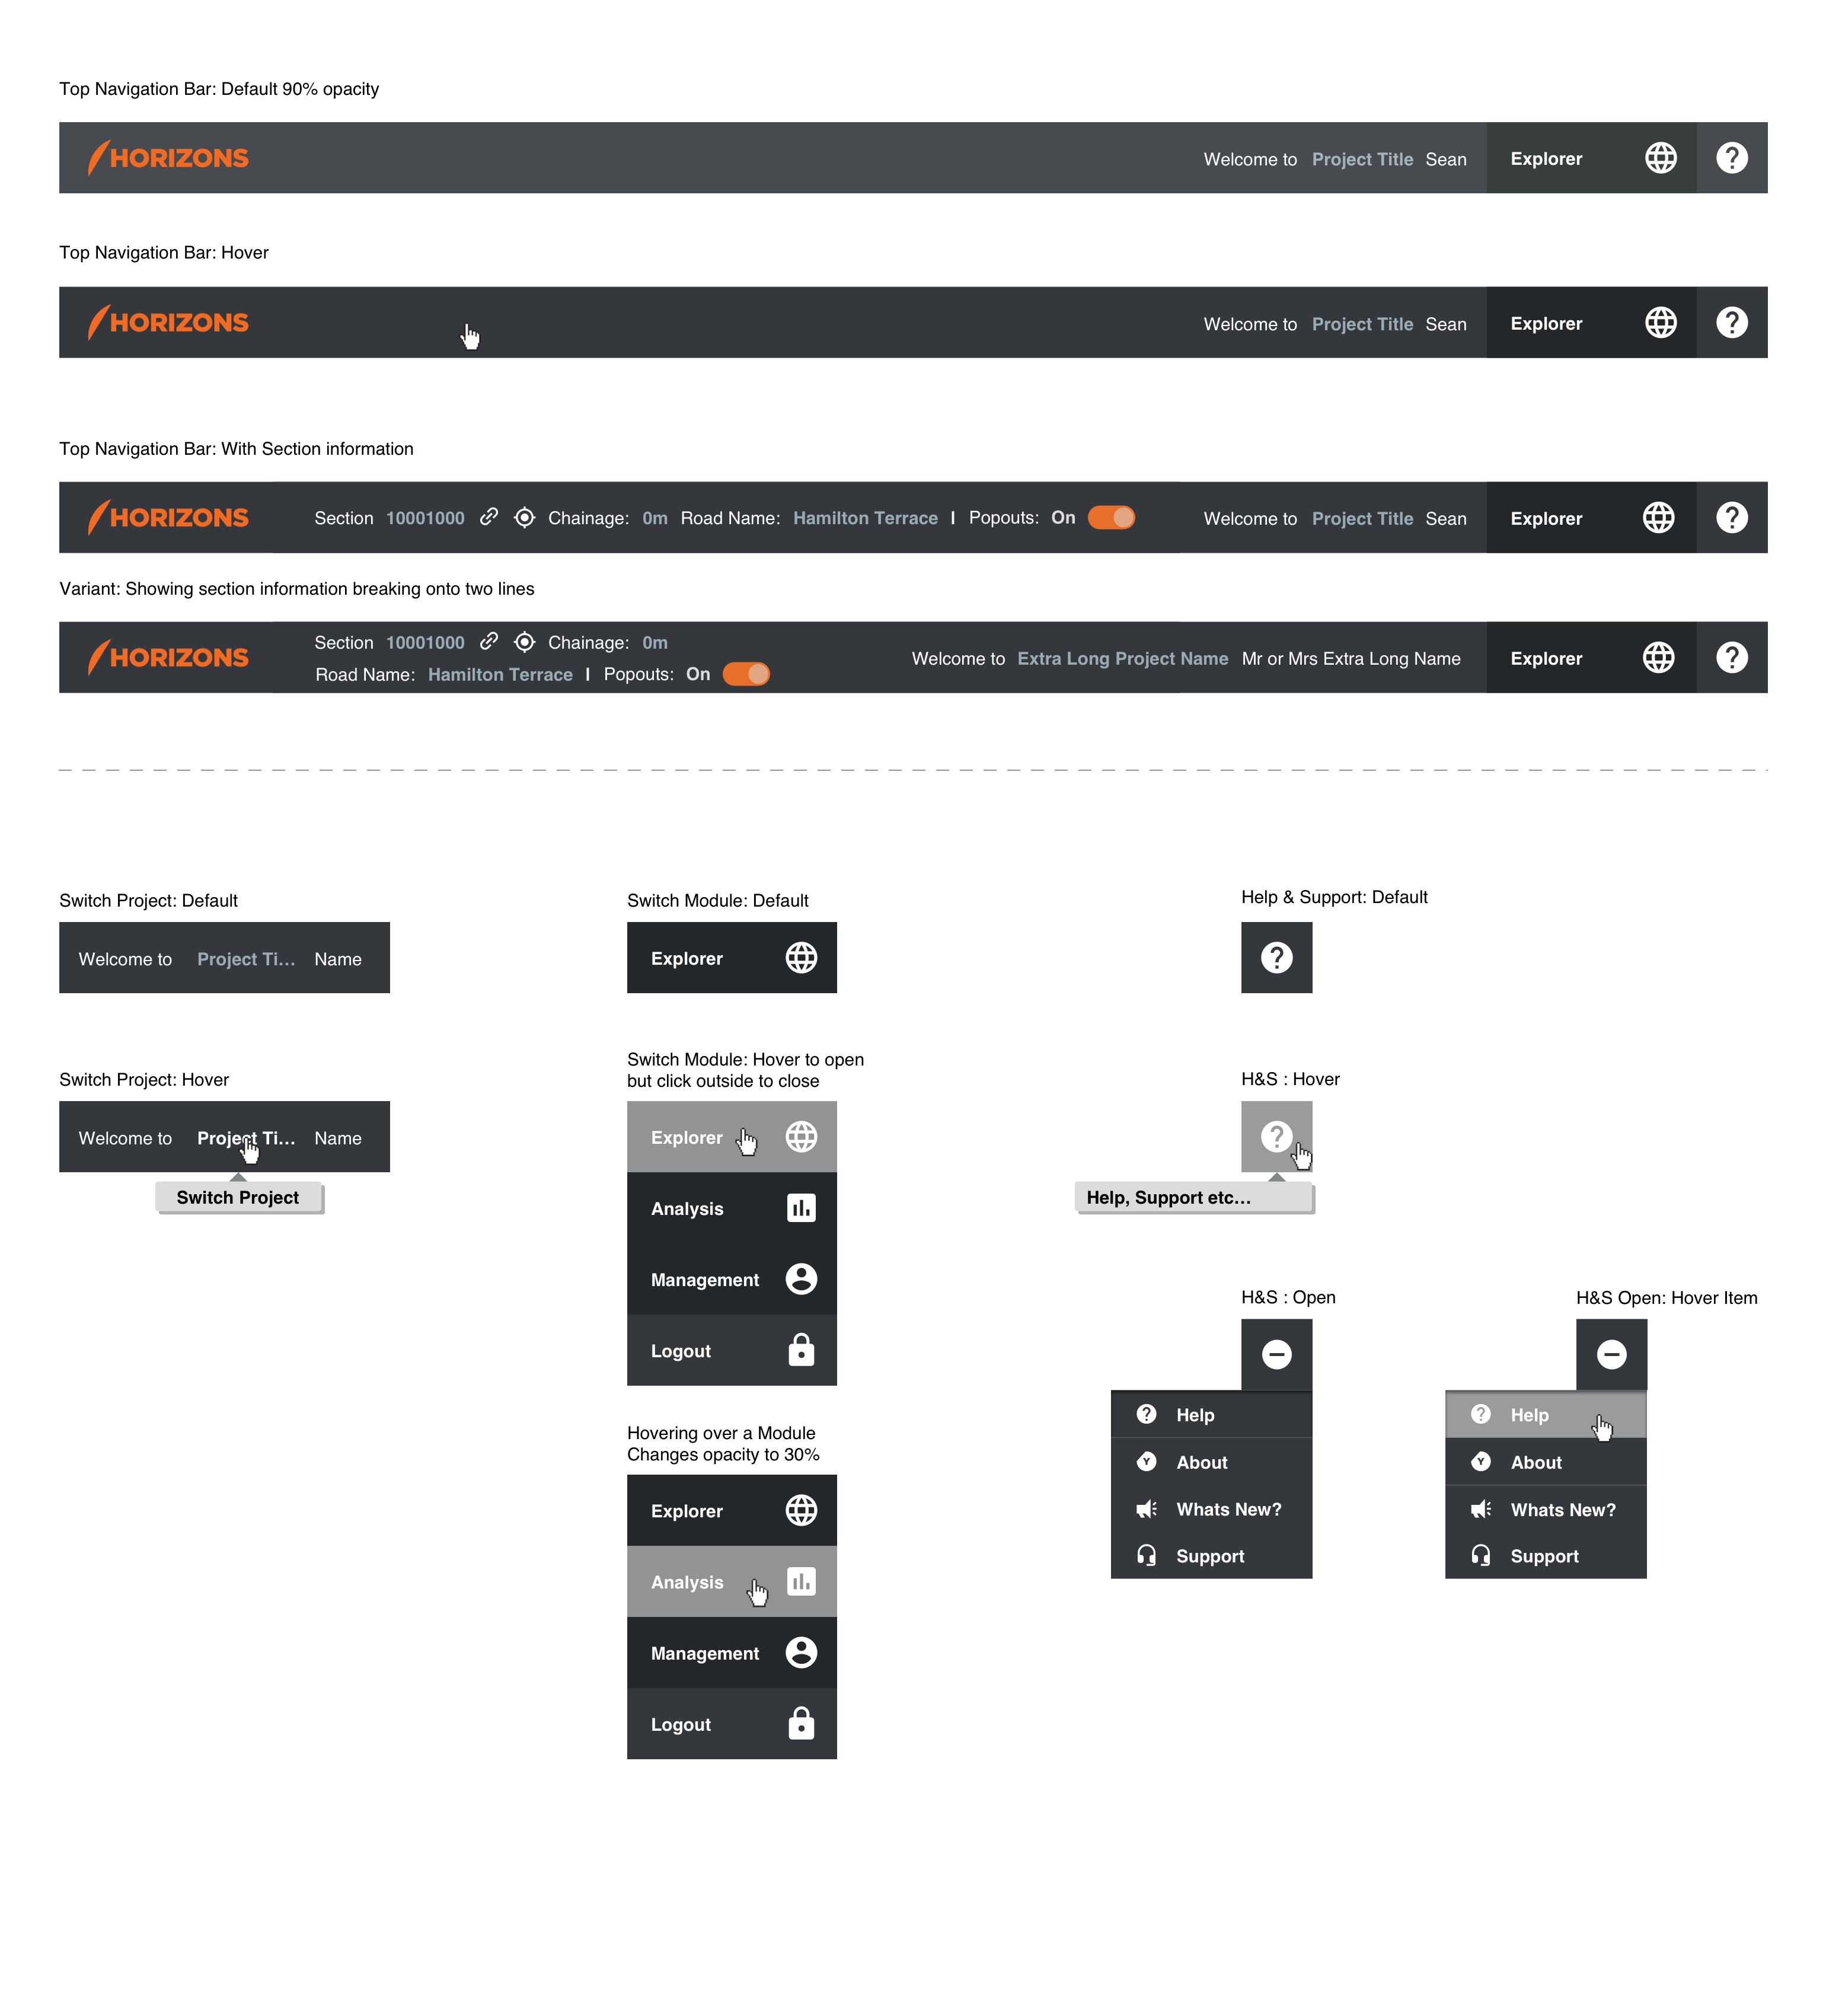 Top Navigation Bar: Default 90% opacity
HORIZONS Welcome to Project Title Sean Explorer
Top Navigation Bar: Hover
HORIZONS Welcome to Project Title Sean Explorer
Top Navigation Bar: With Section information
HORIZONS Section 10001000 Chainage: 0m Road Name: Hamilton Terrace I Popouts: On Welcome to Project Title Sean Explorer
Variant: Showing section information breaking onto two lines
Section 10001000 Chainage: 0m
HORIZONS Welcome to Extra Long Project Name Mr or Mrs Extra Long Name Explorer
Road Name: Hamilton Terrace I Popouts: On
Switch Project: Default
Welcome to Project Ti... Name
Switch Project: Hover
Welcome to Project Ti... Name
Switch Project
Switch Module: Default
Explorer
Switch Module: Hover to open
but click outside to close
Explorer
Analysis
Management
Logout
Hovering over a Module
Changes opacity to 30%
Explorer
Analysis
Management
Logout
Help & Support: Default
?
H&S : Hover
?
Help, Support etc...
H&S : Open
Help
About
Whats New?
Support
H&S Open: Hover Item
Help
About
Whats New?
Support